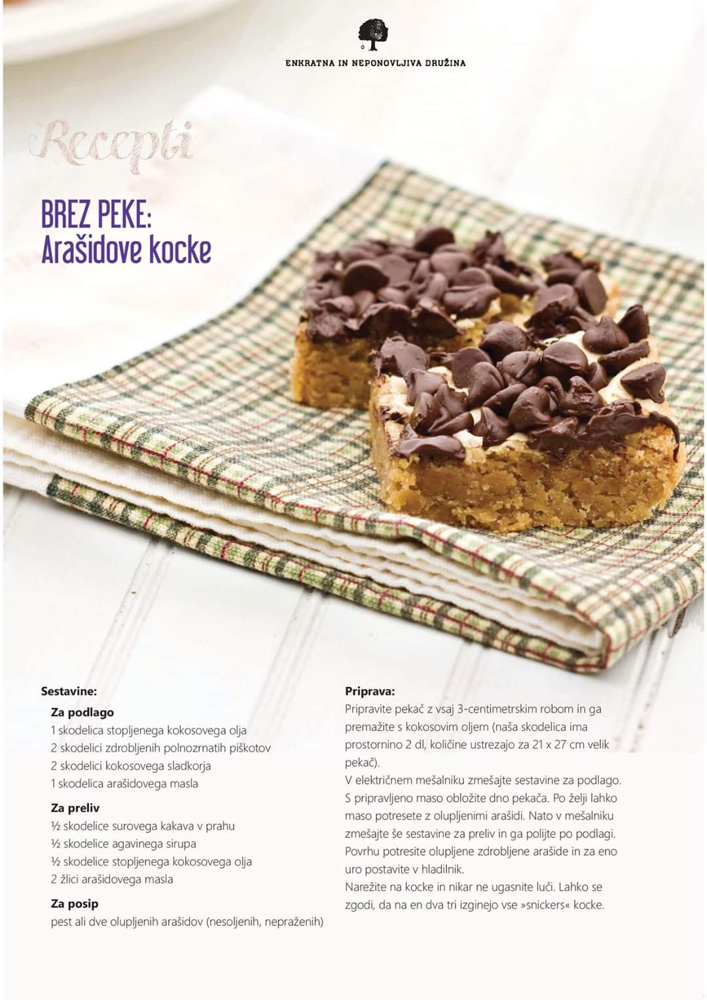 ENKRATNA IN NEPONOVLJIVA DRUŽINA
Recepti
BREZ PEKE:
Arašidove kocke
Sestavine:
Za podlago
1 skodelica stopljenega kokosovega olja
2 skodelici zdrobljenih polnozrnatih piškotov
2 skodelici kokosovega sladkorja
1 skodelica arašidovega masla
Za preliv
½ skodelice surovega kakava v prahu
½ skodelice agavinega sirupa
½ skodelice stopljenega kokosovega olja
2 žlici arašidovega masla
Za posip
pest ali dve olupljenih arašidov (nesoljenih, nepraženih)
Priprava:
Pripravite pekač z vsaj 3-centimetrskim robom in ga
premažite s kokosovim oljem (naša skodelica ima
prostornino 2 dl, količine ustrezajo za 21 x 27 cm velik
pekač).
V električnem mešalniku zmešajte sestavine za podlago.
S pripravljeno maso obložite dno pekača. Po želji lahko
maso potresete z olupljenimi arašidi. Nato v mešalniku
zmešajte še sestavine za preliv in ga polijte po podlagi.
Povrhu potresite olupljene zdrobljene arašide in za eno
uro postavite v hladilnik.
Narežite na kocke in nikar ne ugasnite luči. Lahko se
zgodi, da na en dva tri izginejo vse »snickers« kocke.